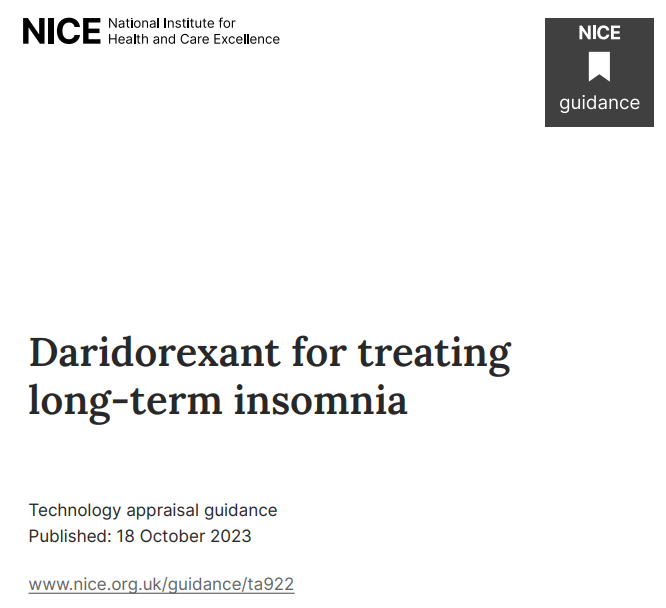 NICE National Institute for
Health and Care Excellence
NICE
guidance
Daridorexant for treating
long-term insomnia
Technology appraisal guidance
Published: 18 October 2023
www.nice.org.uk/guidance/ta922